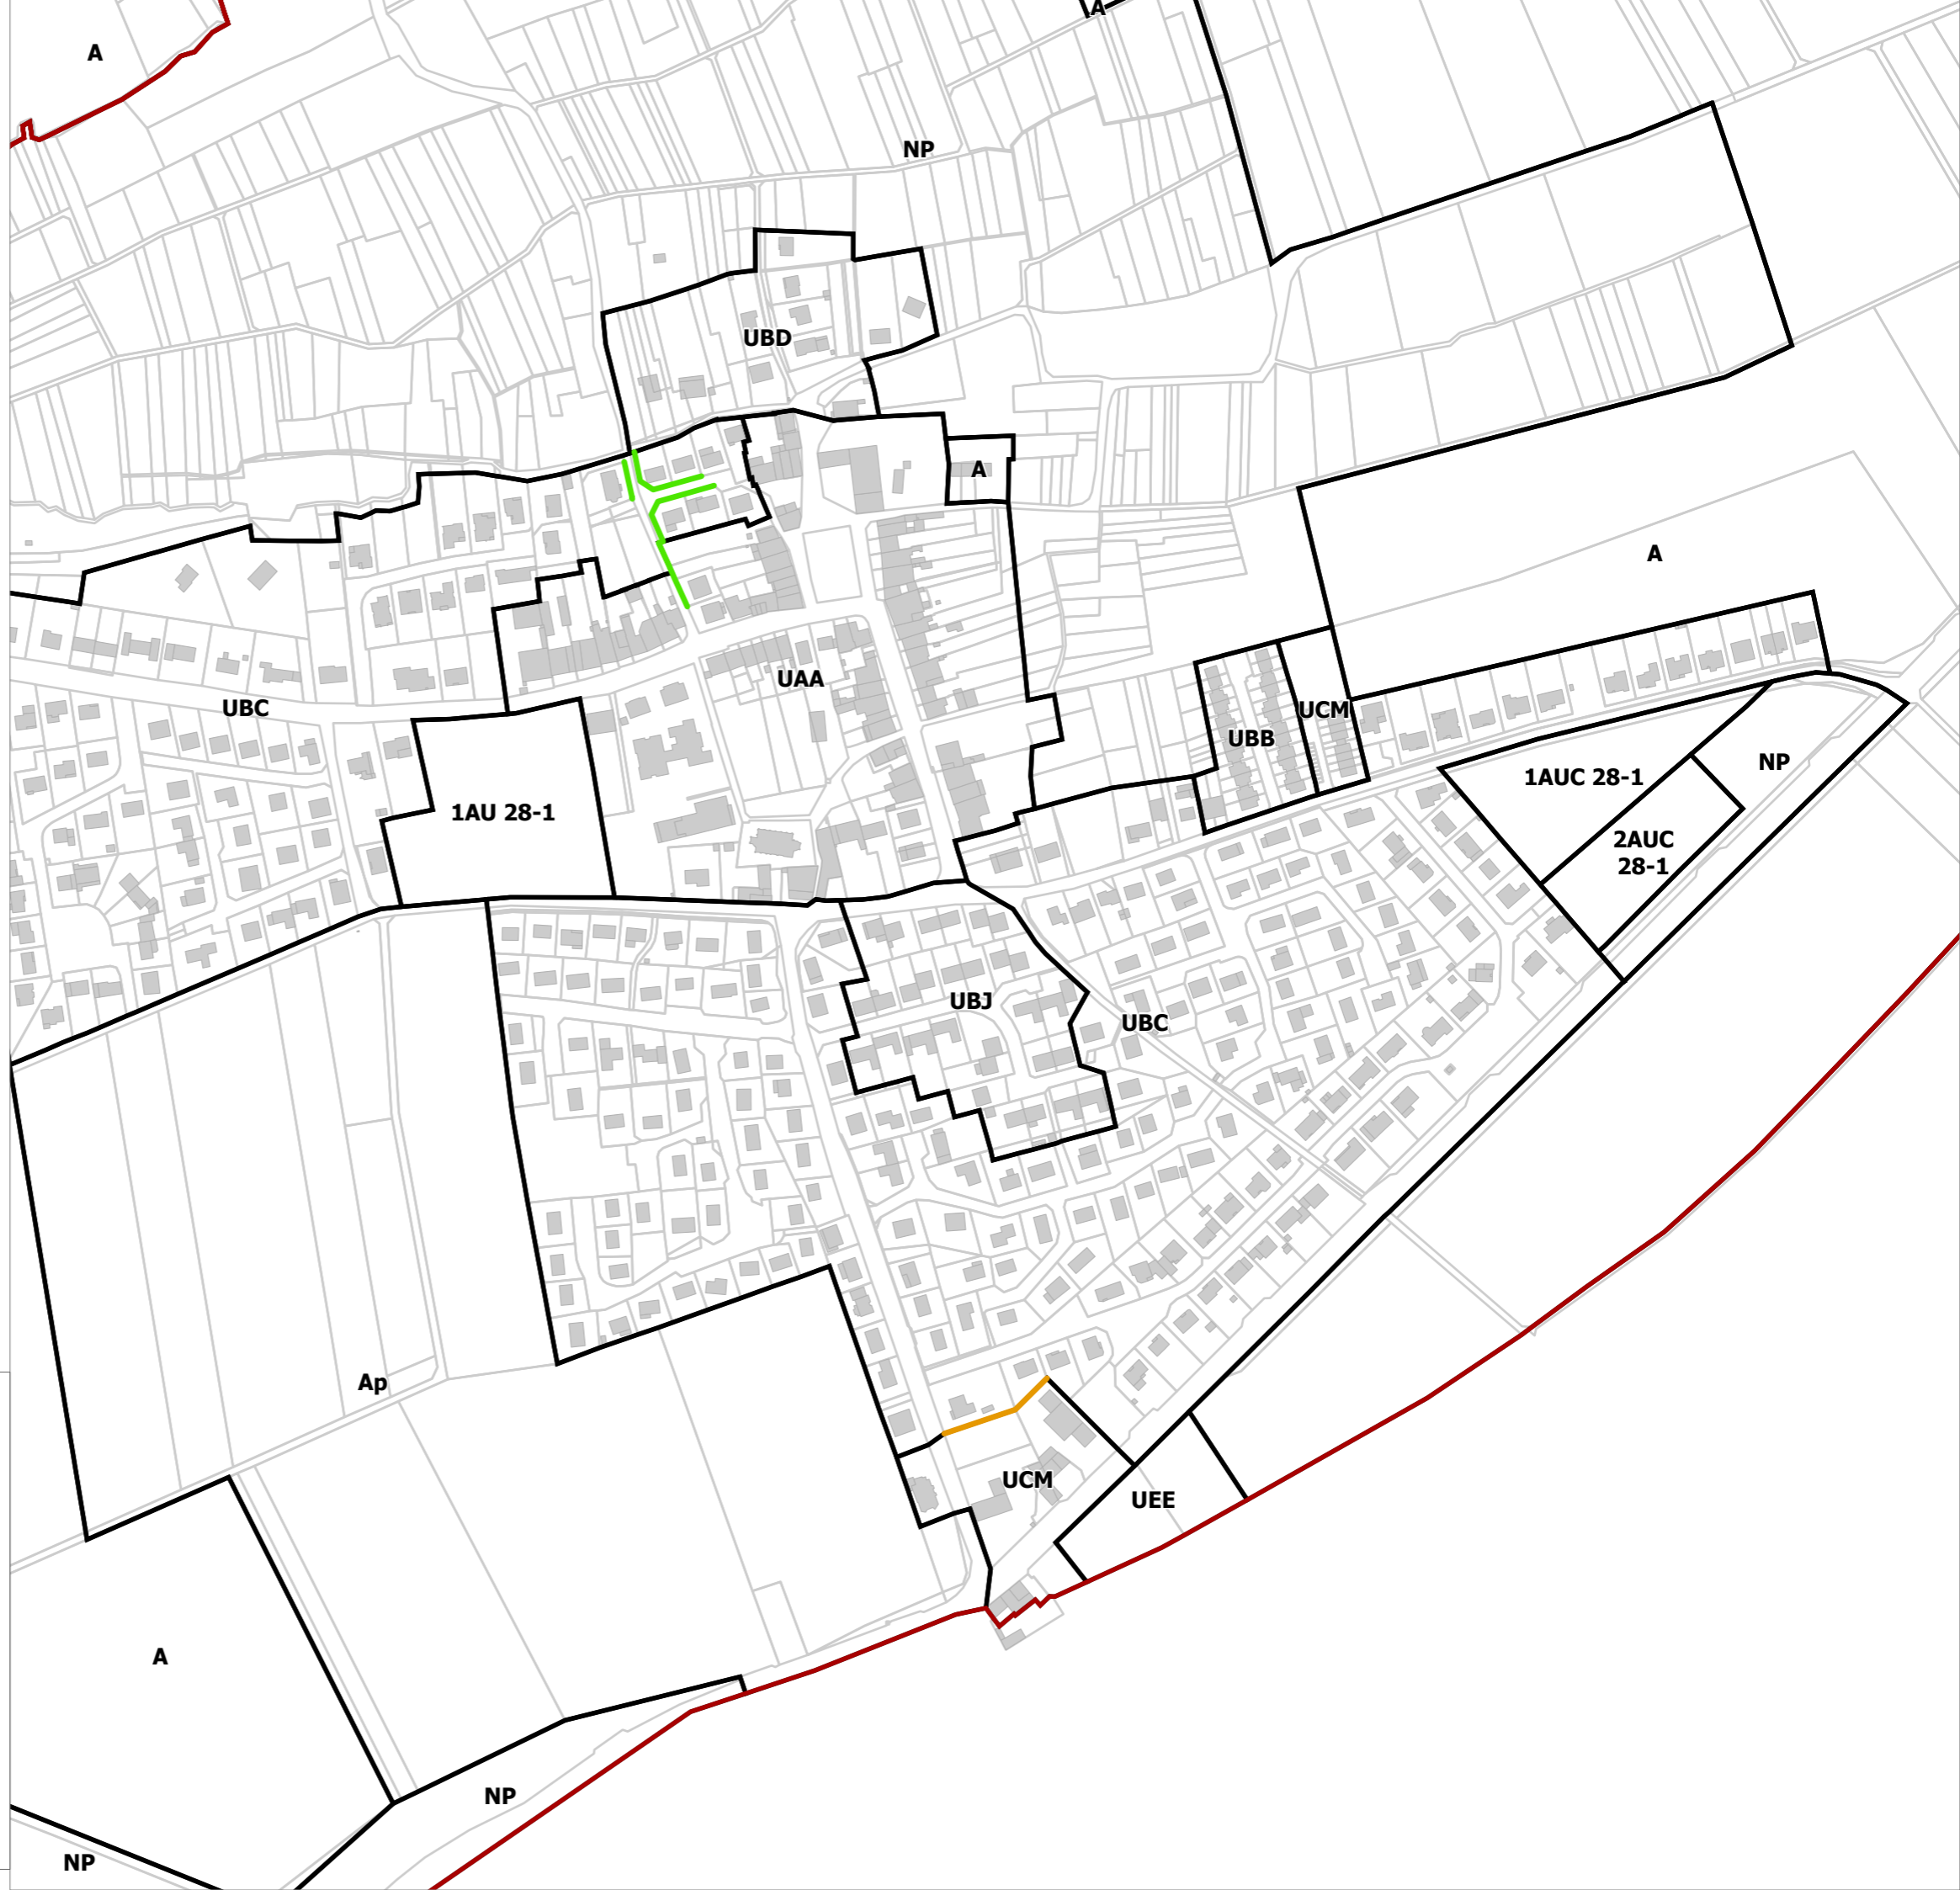 A
A
NP
UBD
A
A
UAA
UBC
UCM
UBB
1AUC 28-1
NP
1AU 28-1
2AUC
28-1
UBJ
UBC
Ap
UCM
UEE
A
NP
NP